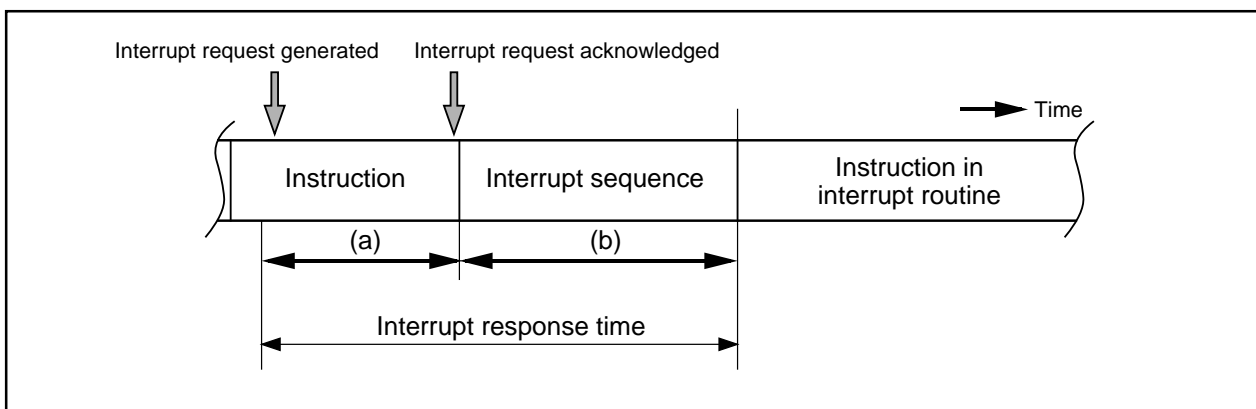 Interrupt request generated
Interrupt request acknowledged
Time
Instruction
Interrupt sequence
Instruction in
interrupt routine
(a)
(b)
Interrupt response time